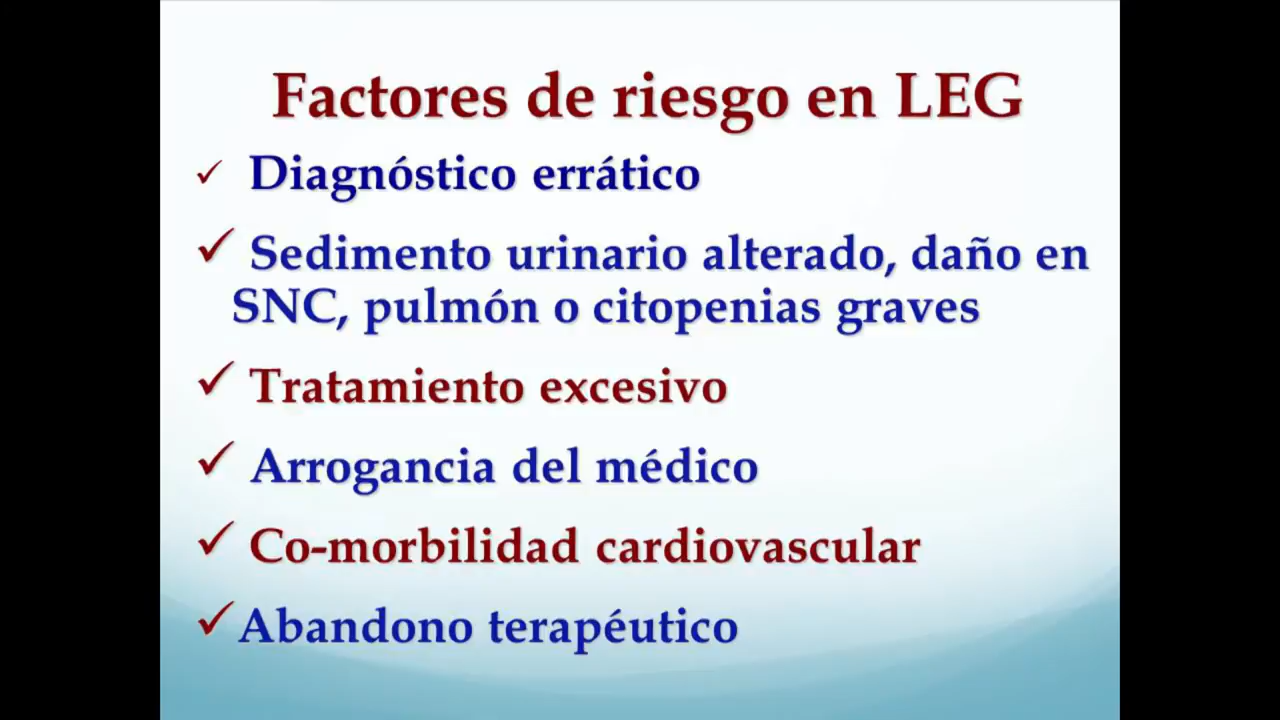 Factores de riesgo en LEG
✓ Diagnóstico errático
✓ Sedimento urinario alterado, daño en
SNC, pulmón o citopenias graves
✓ Tratamiento excesivo
✓ Arrogancia del médico
✓ Co-morbilidad cardiovascular
✓ Abandono terapéutico